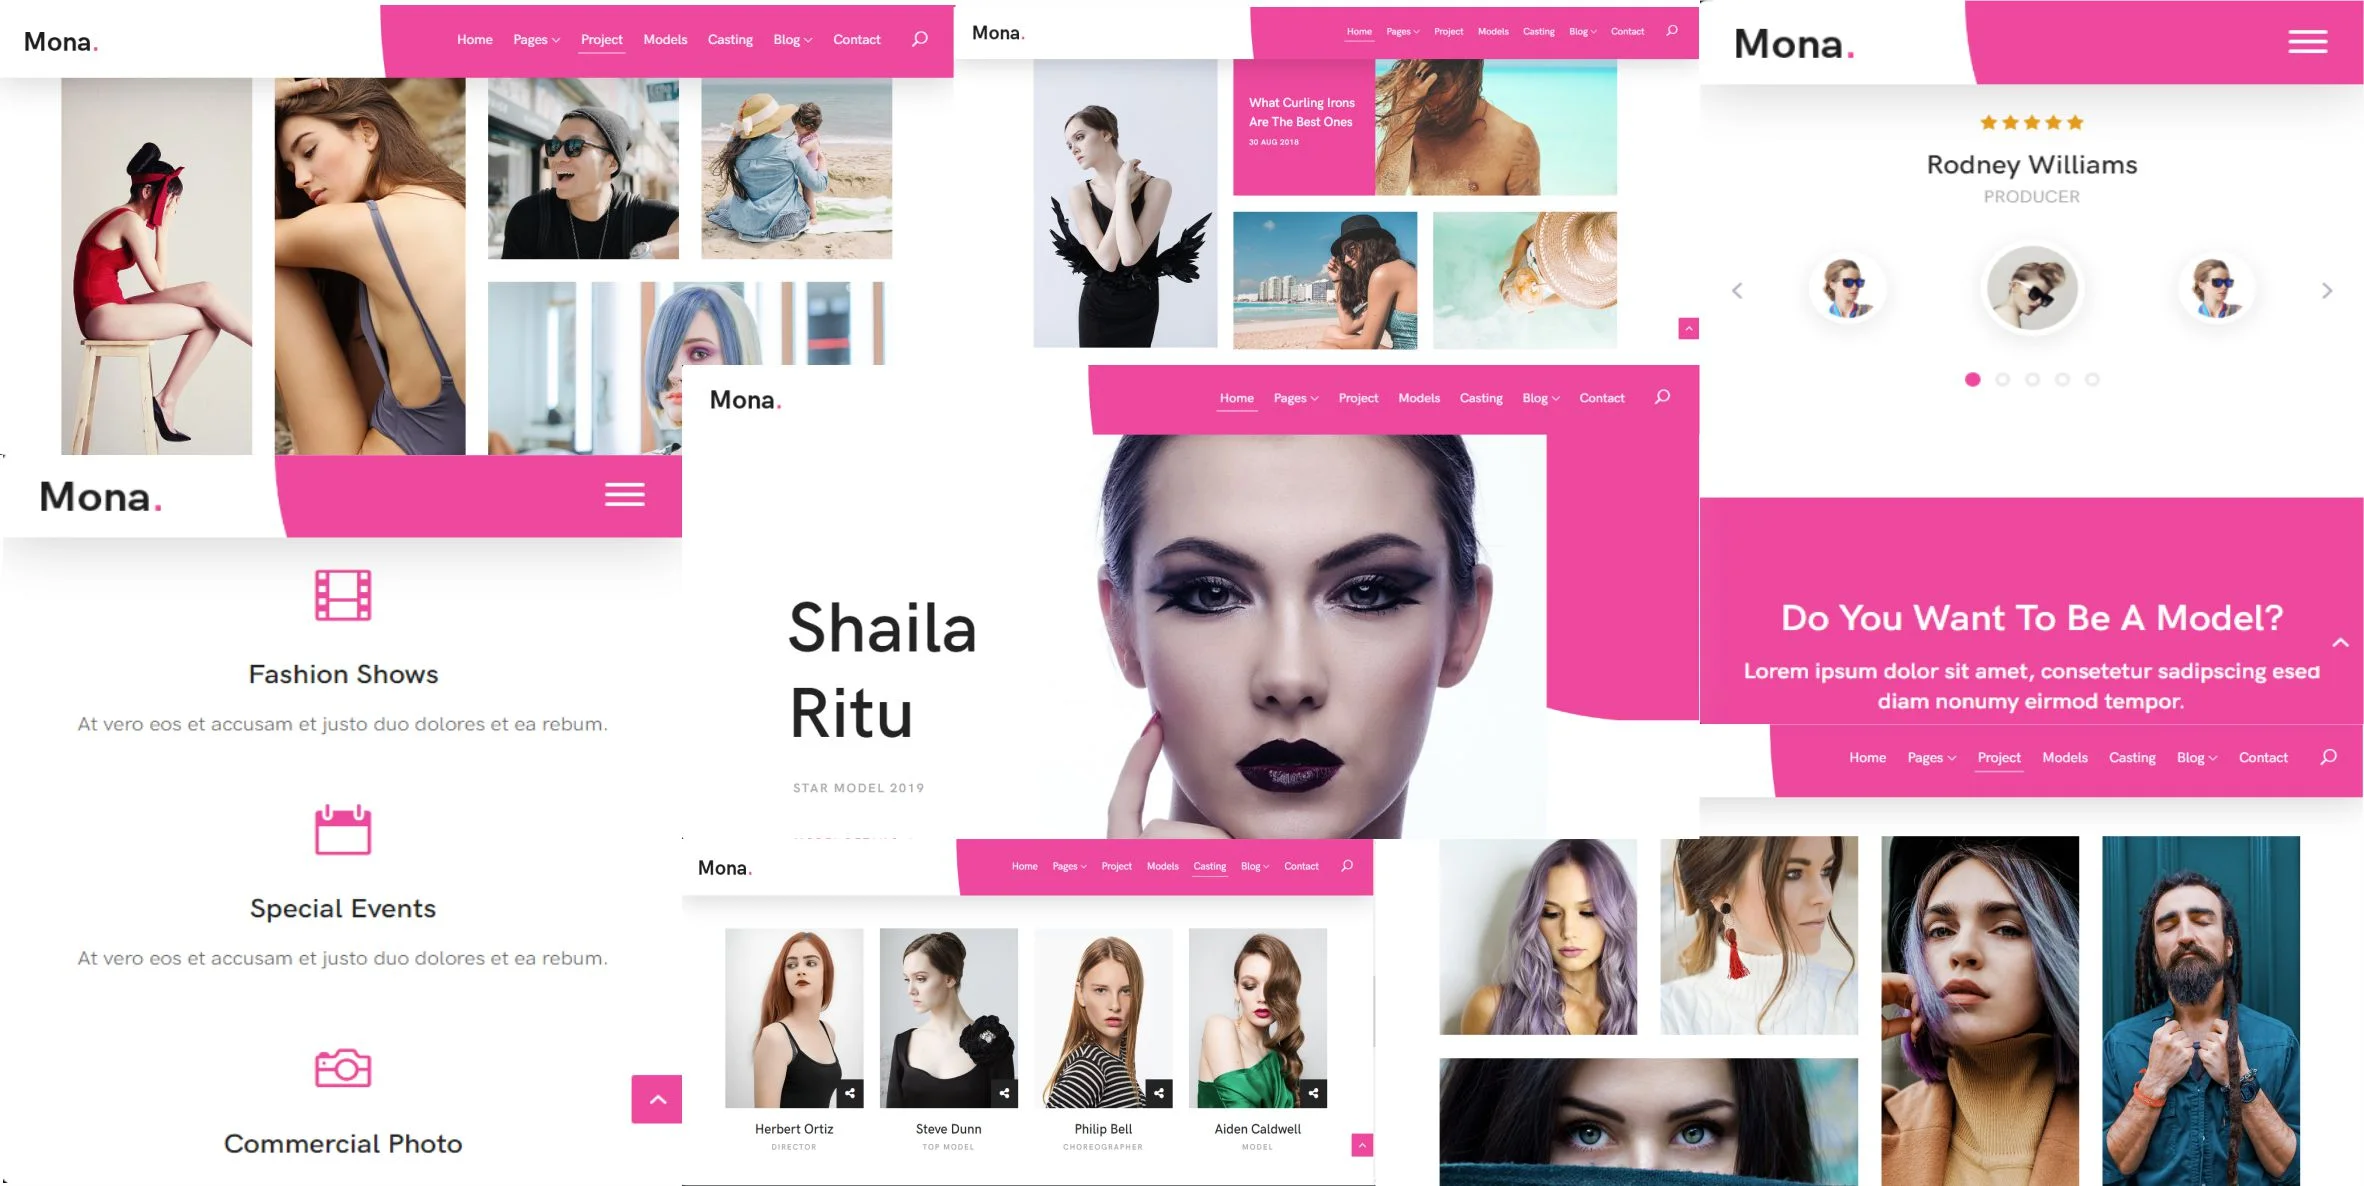 Mona.
Home Pages Project Models Casting Blog Contact
Mona.
Home Pages Project Models Casting Blog Contact
What Curling Irons
Are The Best Ones
30 AUG 2018
Mona.
Rodney Williams
PRODUCER
Do You Want To Be A Model?
Lorem ipsum dolor sit amet, consetetur sadipscing esed
diam nonumy eirmod tempor.
Mona.
Fashion Shows
At vero eos et accusam et justo duo dolores et ea rebum.
Special Events
At vero eos et accusam et justo duo dolores et ea rebum.
Commercial Photo
Mona.
Home Pages Project Models Casting Blog Contact
Shaila
Ritu
STAR MODEL 2019
Mona.
Home Pages Project Models Casting Blog Contact
Herbert Ortiz
DIRECTOR
Steve Dunn
TOP MODEL
Philip Bell
CHOREOGRAPHER
Aiden Caldwell
MODEL
Home Pages Project Models Casting Blog Contact